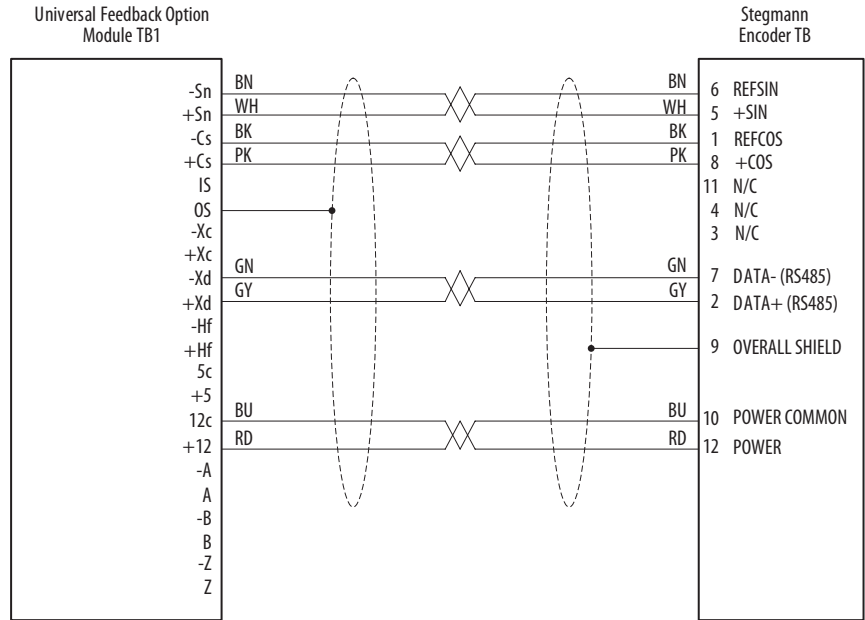 Universal Feedback Option
Module TB1
Stegmann
Encoder TB
-Sn BN BN 6 REFSIN
+Sn WH WH 5 +SIN
-Cs BK BK 1 REFCOS
+Cs PK PK 8 +COS
IS 11 N/C
OS 4 N/C
-Xc 3 N/C
+Xc
-Xd GN GN 7 DATA- (RS485)
+Xd GY GY 2 DATA+ (RS485)
-Hf
+Hf 9 OVERALL SHIELD
5c
+5
12c BU BU 10 POWER COMMON
+12 RD RD 12 POWER
-A
A
-B
B
-Z
Z